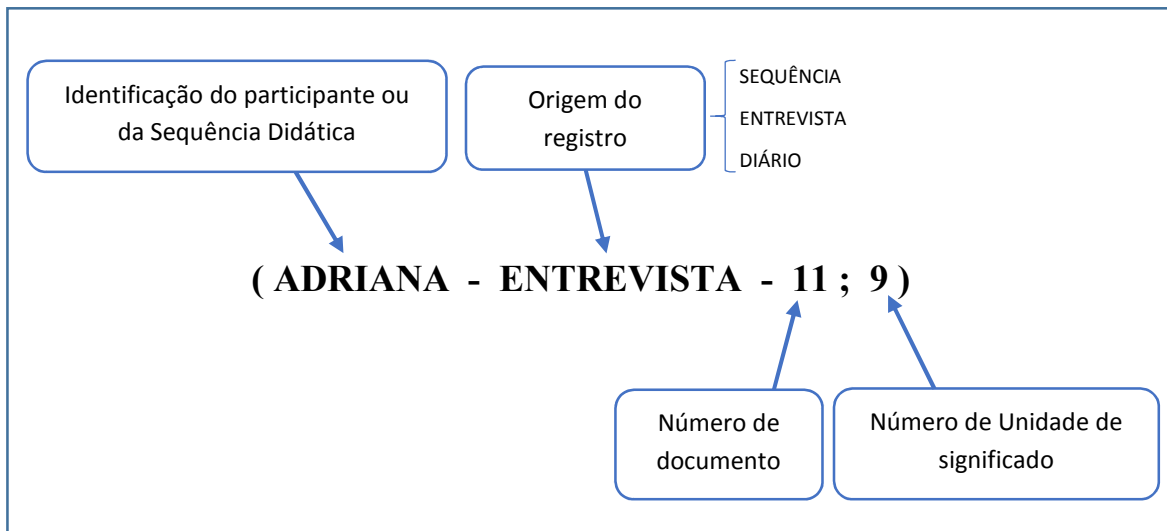 Identificação do participante ou
da Sequência Didática
Origem do
registro
SEQUÊNCIA
ENTREVISTA
DIÁRIO
( ADRIANA - ENTREVISTA - 11 ; 9 )
Número de
documento
Número de Unidade de
significado